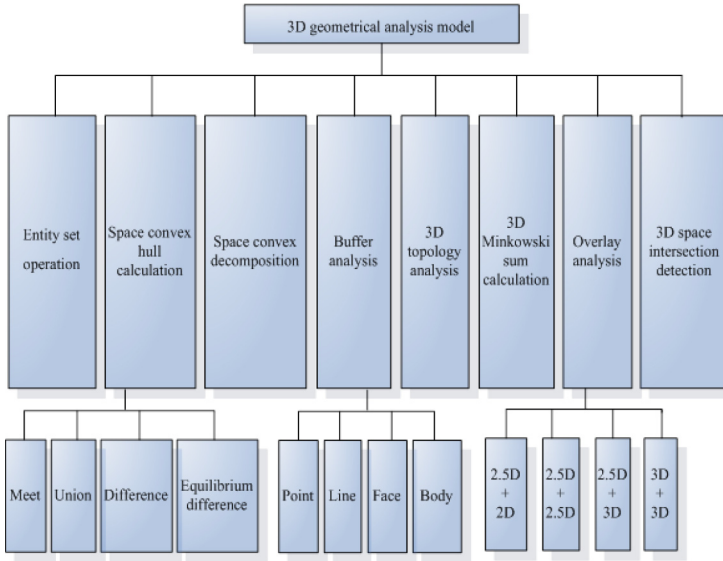 3D geometrical analysis model
Entity set
operation
Space convex
hull
calculation
Space convex
decomposition
Buffer
analysis
3D
topology
analysis
3D
Minkowski
sum
calculation
Overlay
analysis
3D space
intersection
detection
Meet
Union
Difference
Equilibrium
difference
Point
Line
Face
Body
2.5D
+
2D
2.5D
+
2.5D
2.5D
+
3D
3D
+
3D